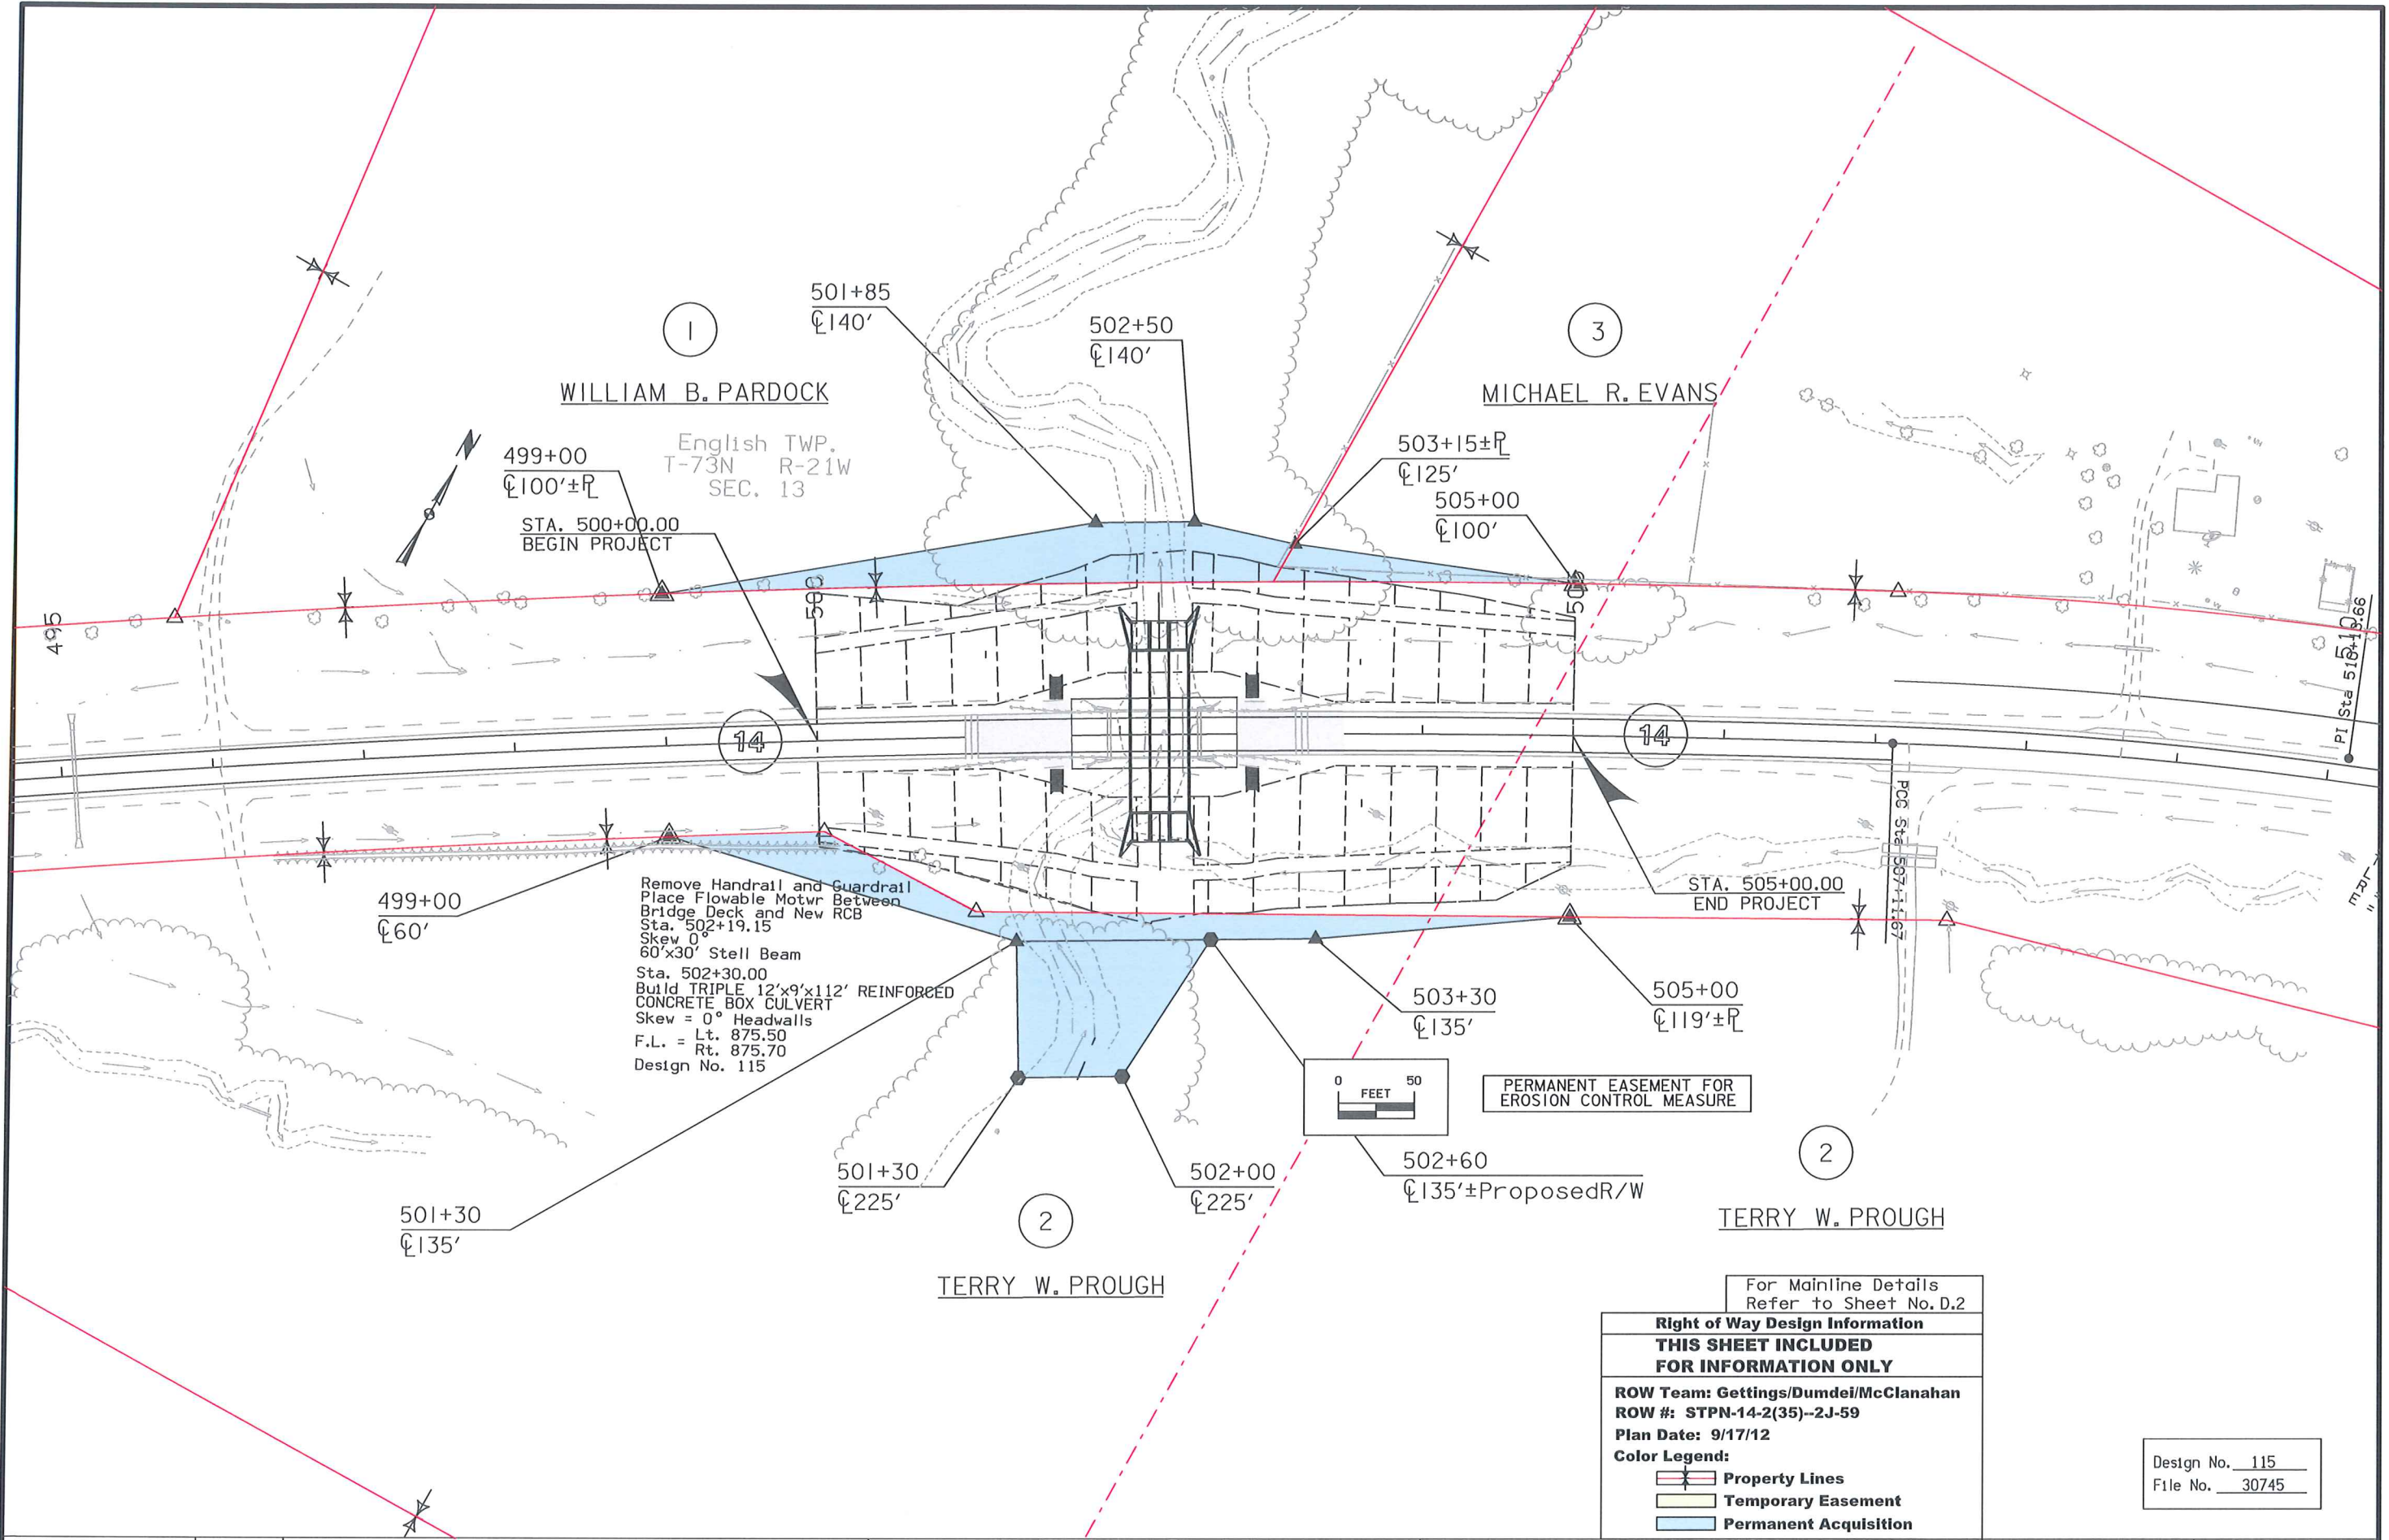 501+85
℄140'
502+50
℄140'
1
WILLIAM B. PARDOCK
3
MICHAEL R. EVANS
English TWP.
T-73N R-21W
SEC. 13
N
499+00
℄100'±PL
503+15±PL
℄125'
505+00
℄100'
STA. 500+00.00
BEGIN PROJECT
495
500
510
PI Sta 510+13.66
14
14
PCC Sta 507+11.67
499+00
℄60'
Remove Handrail and Guardrail
Place Flowable Motwr Between
Bridge Deck and New RCB
Sta. 502+19.15
Skew 0°
60'x30' Stell Beam
Sta. 502+30.00
Build TRIPLE 12'x9'x112' REINFORCED
CONCRETE BOX CULVERT
Skew = 0° Headwalls
F.L. = Lt. 875.50
Rt. 875.70
Design No. 115
STA. 505+00.00
END PROJECT
503+30
℄135'
505+00
℄119'±PL
0 50
FEET
PERMANENT EASEMENT FOR
EROSION CONTROL MEASURE
501+30
℄225'
502+00
℄225'
502+60
℄135'±ProposedR/W
501+30
℄135'
2
TERRY W. PROUGH
2
TERRY W. PROUGH
For Mainline Details
Refer to Sheet No. D.2
Right of Way Design Information
THIS SHEET INCLUDED
FOR INFORMATION ONLY
ROW Team: Gettings/Dumdei/McClanahan
ROW #: STPN-14-2(35)--2J-59
Plan Date: 9/17/12
Color Legend:
Property Lines
Temporary Easement
Permanent Acquisition
Design No. 115
File No. 30745